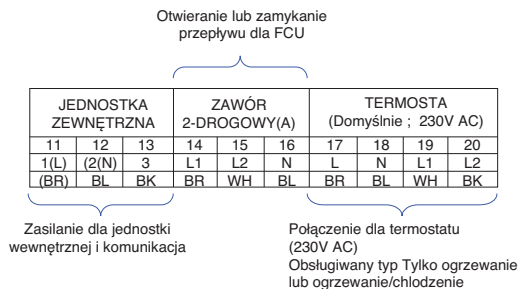 Otwieranie lub zamykanie
przepływu dla FCU
JEDNOSTKA ZEWNĘTRZNA
ZAWÓR 2-DROGOWY(A)
TERMOSTA (Domyślnie ; 230V AC)
11 12 13 14 15 16 17 18 19 20
1(L) (2(N) 3 L1 L2 N L N L1 L2
(BR) BL BK BR WH BL BR BL WH BK
Zasilanie dla jednostki
wewnętrznej i komunikacja
Połączenie dla termostatu
(230V AC)
Obsługiwany typ Tylko ogrzewanie
lub ogrzewanie/chlodzenie